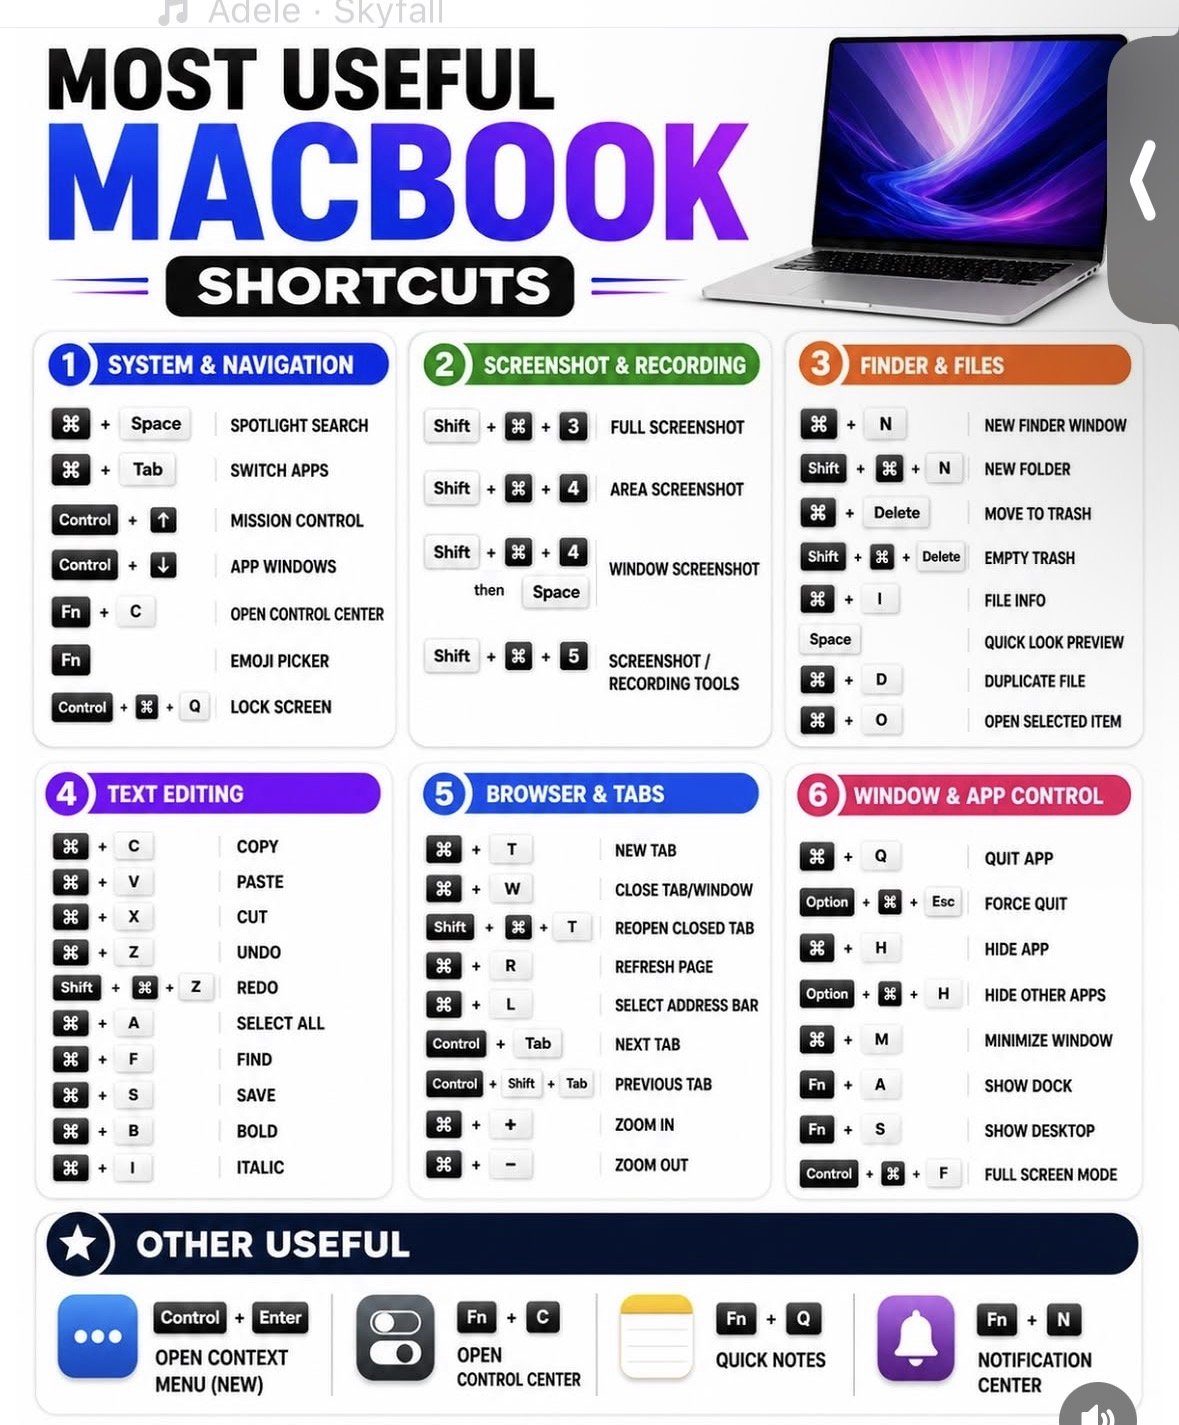 Adele · Skyfall
MOST USEFUL
MACBOOK
SHORTCUTS
1 SYSTEM & NAVIGATION
⌘ + Space SPOTLIGHT SEARCH
⌘ + Tab SWITCH APPS
Control + ↑ MISSION CONTROL
Control + ↓ APP WINDOWS
Fn + C OPEN CONTROL CENTER
Fn EMOJI PICKER
Control + ⌘ + Q LOCK SCREEN
2 SCREENSHOT & RECORDING
Shift + ⌘ + 3 FULL SCREENSHOT
Shift + ⌘ + 4 AREA SCREENSHOT
Shift + ⌘ + 4
then Space WINDOW SCREENSHOT
Shift + ⌘ + 5 SCREENSHOT /
RECORDING TOOLS
3 FINDER & FILES
⌘ + N NEW FINDER WINDOW
Shift + ⌘ + N NEW FOLDER
⌘ + Delete MOVE TO TRASH
Shift + ⌘ + Delete EMPTY TRASH
⌘ + I FILE INFO
Space QUICK LOOK PREVIEW
⌘ + D DUPLICATE FILE
⌘ + O OPEN SELECTED ITEM
4 TEXT EDITING
⌘ + C COPY
⌘ + V PASTE
⌘ + X CUT
⌘ + Z UNDO
Shift + ⌘ + Z REDO
⌘ + A SELECT ALL
⌘ + F FIND
⌘ + S SAVE
⌘ + B BOLD
⌘ + I ITALIC
5 BROWSER & TABS
⌘ + T NEW TAB
⌘ + W CLOSE TAB/WINDOW
Shift + ⌘ + T REOPEN CLOSED TAB
⌘ + R REFRESH PAGE
⌘ + L SELECT ADDRESS BAR
Control + Tab NEXT TAB
Control + Shift + Tab PREVIOUS TAB
⌘ + + ZOOM IN
⌘ + − ZOOM OUT
6 WINDOW & APP CONTROL
⌘ + Q QUIT APP
Option + ⌘ + Esc FORCE QUIT
⌘ + H HIDE APP
Option + ⌘ + H HIDE OTHER APPS
⌘ + M MINIMIZE WINDOW
Fn + A SHOW DOCK
Fn + S SHOW DESKTOP
Control + ⌘ + F FULL SCREEN MODE
OTHER USEFUL
Control + Enter
OPEN CONTEXT
MENU (NEW)
Fn + C
OPEN
CONTROL CENTER
Fn + Q
QUICK NOTES
Fn + N
NOTIFICATION
CENTER